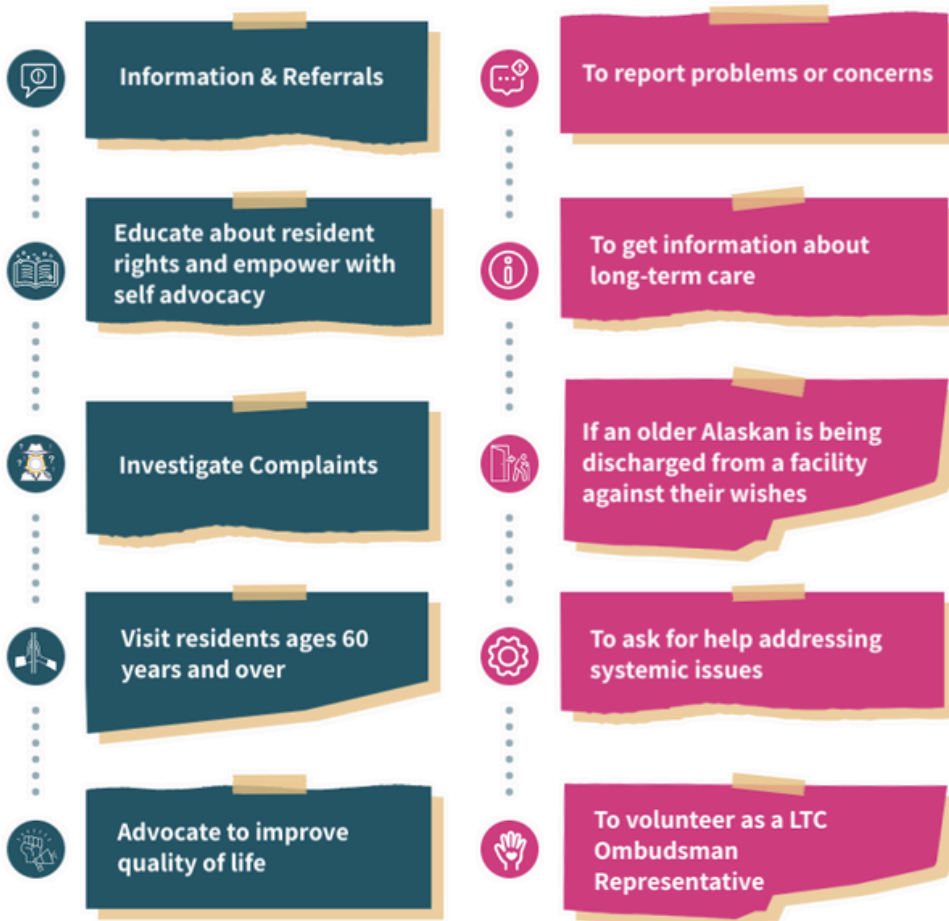 Information & Referrals
Educate about resident
rights and empower with
self advocacy
Investigate Complaints
Visit residents ages 60
years and over
Advocate to improve
quality of life
To report problems or concerns
To get information about
long-term care
If an older Alaskan is being
discharged from a facility
against their wishes
To ask for help addressing
systemic issues
To volunteer as a LTC
Ombudsman
Representative